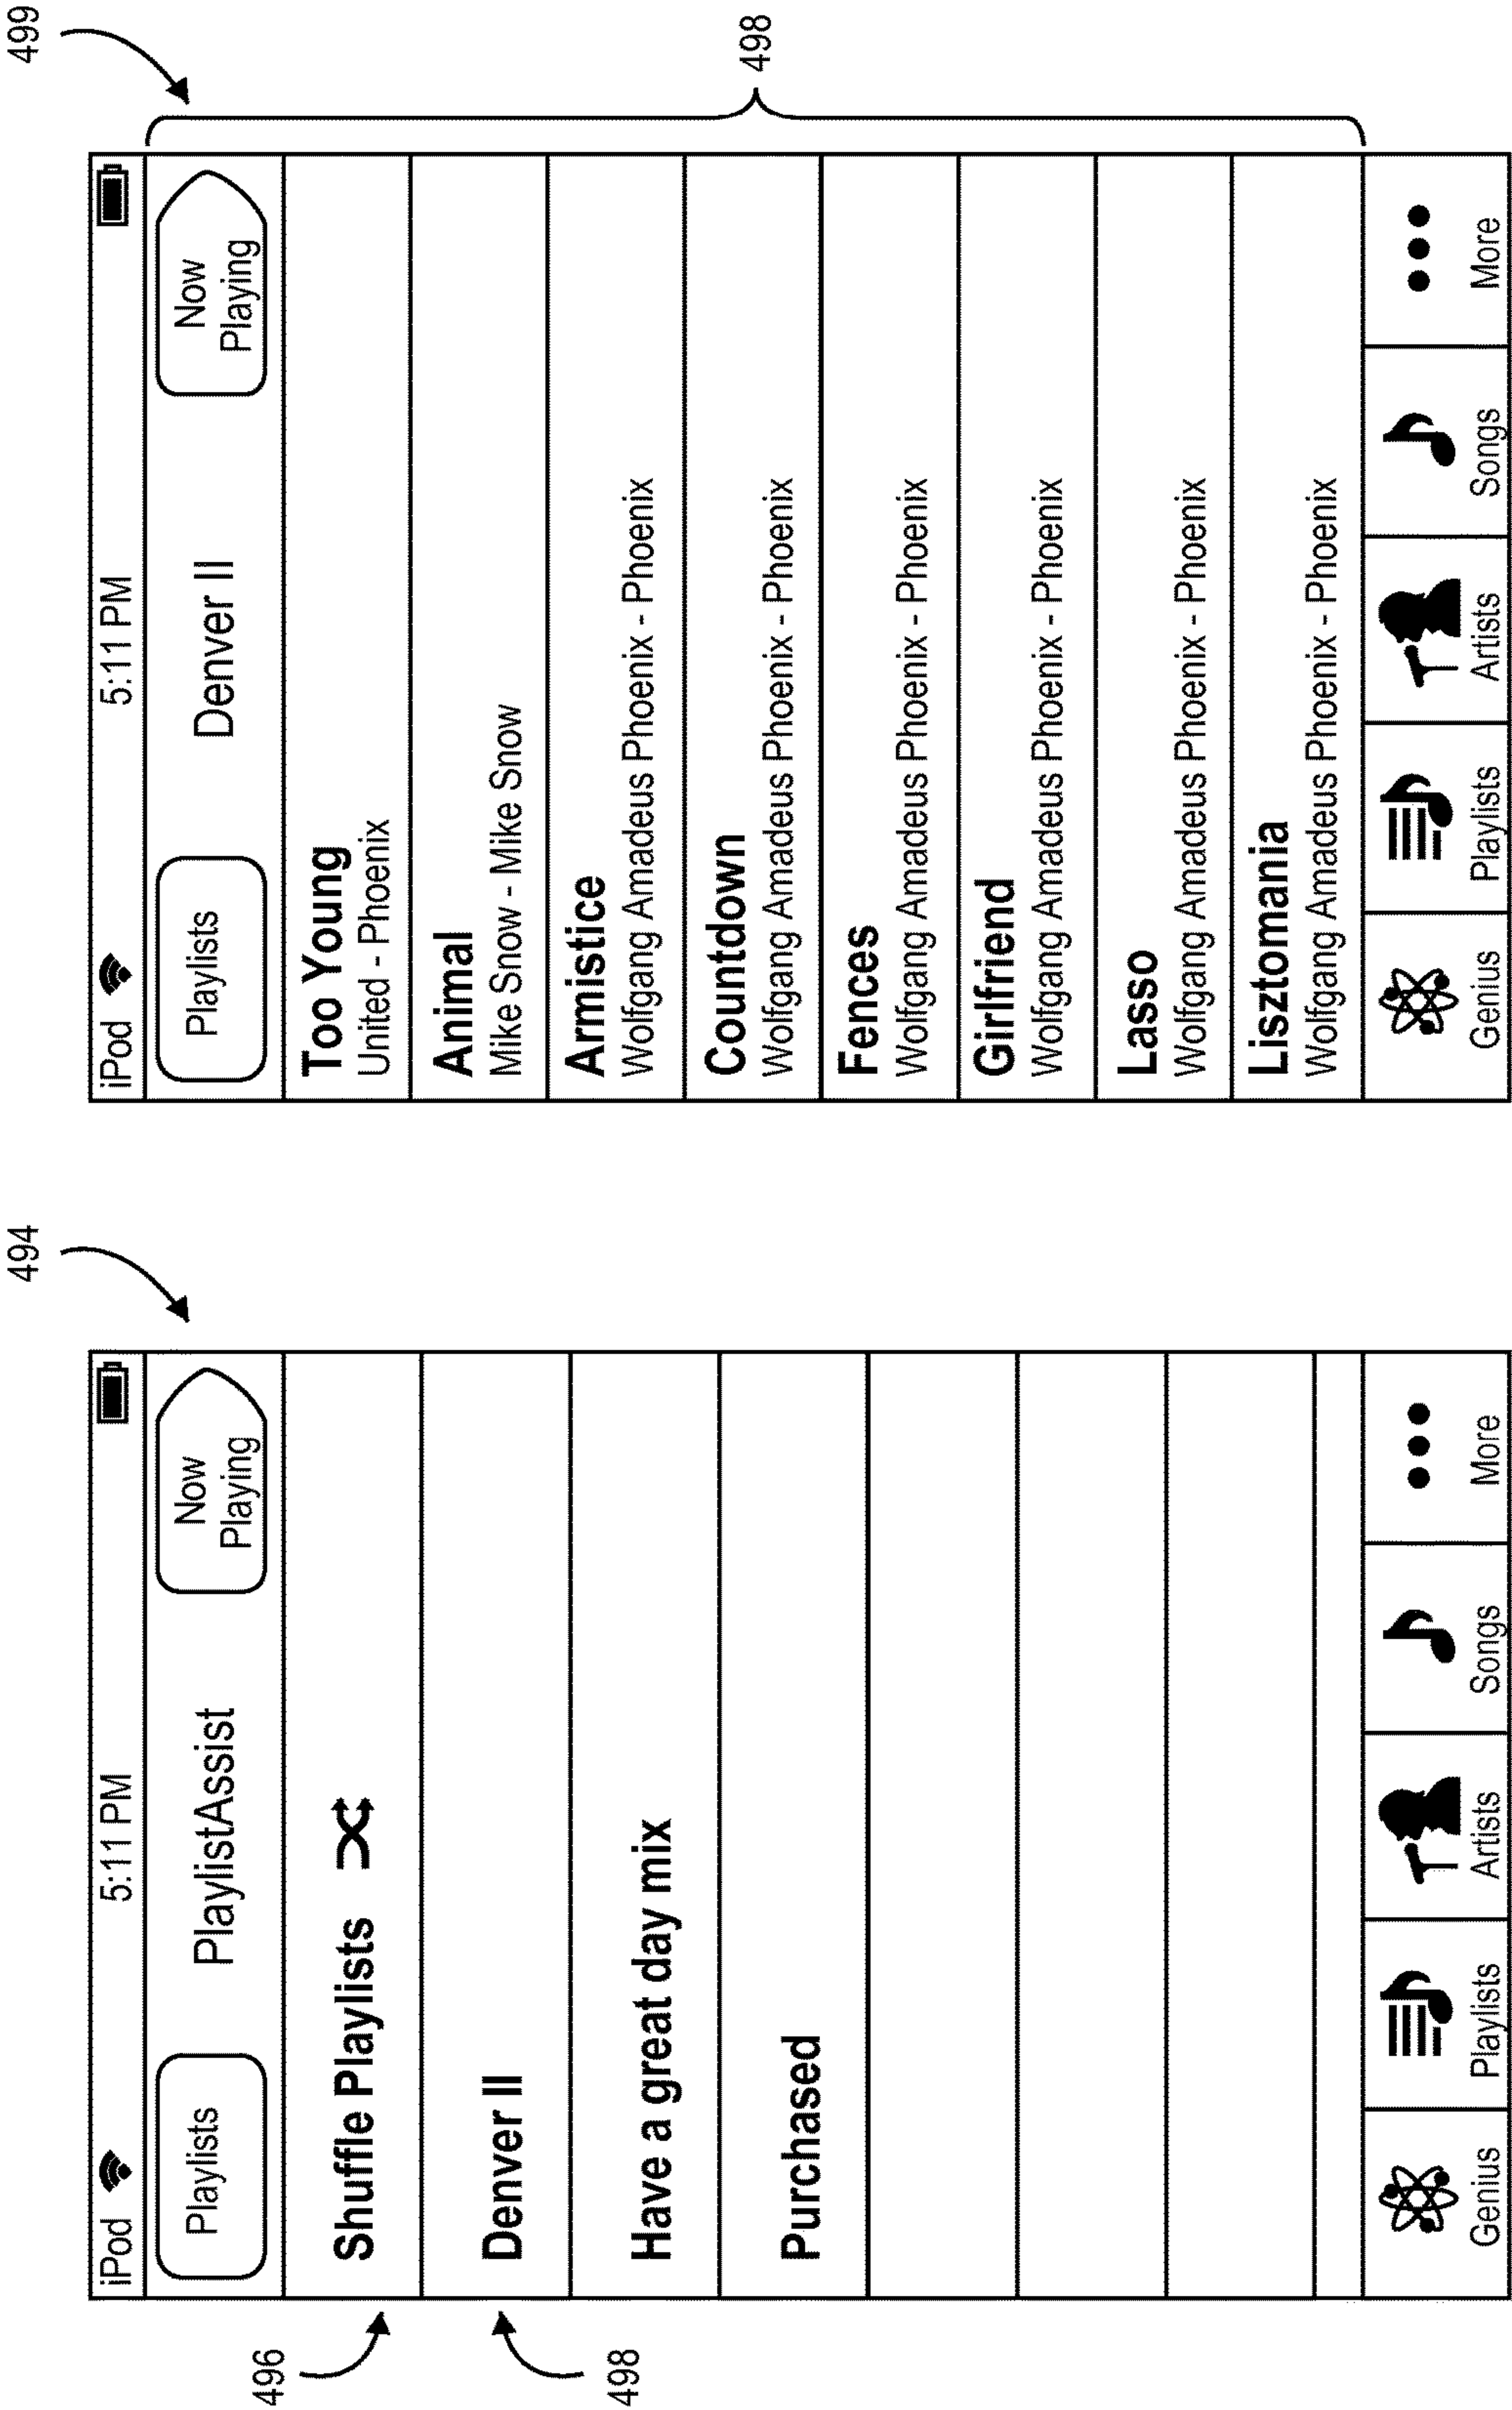 494
iPod 5:11 PM
Playlists PlaylistAssist Now
Playing
496
Shuffle Playlists
498
Denver II
Have a great day mix
Purchased
Genius Playlists Artists Songs More
499
iPod 5:11 PM
Playlists Denver II Now
Playing
498
Too Young
United - Phoenix
Animal
Mike Snow - Mike Snow
Armistice
Wolfgang Amadeus Phoenix - Phoenix
Countdown
Wolfgang Amadeus Phoenix - Phoenix
Fences
Wolfgang Amadeus Phoenix - Phoenix
Girlfriend
Wolfgang Amadeus Phoenix - Phoenix
Lasso
Wolfgang Amadeus Phoenix - Phoenix
Lisztomania
Wolfgang Amadeus Phoenix - Phoenix
Genius Playlists Artists Songs More